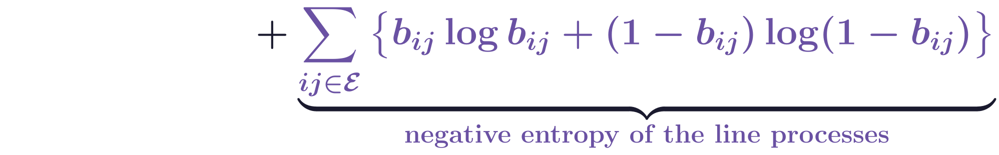 + ∑_{ij∈ℰ} {b_{ij} log b_{ij} + (1 − b_{ij}) log(1 − b_{ij})}
negative entropy of the line processes